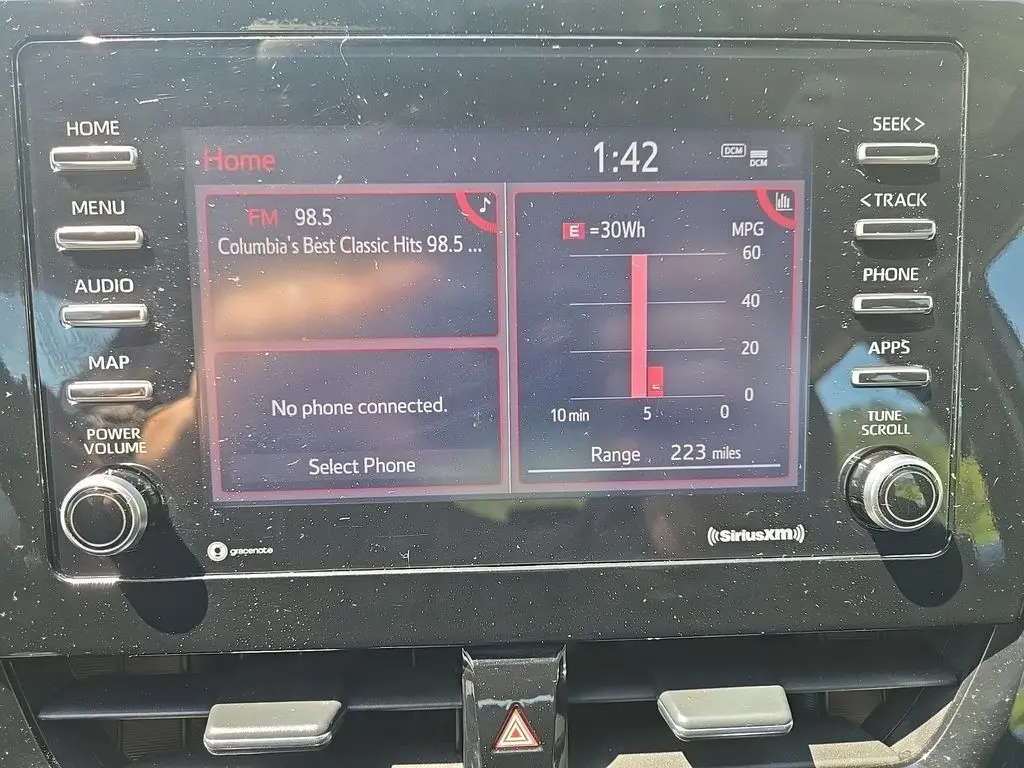 HOME
MENU
AUDIO
MAP
POWER
VOLUME
Home
1:42
DCM
DCM
FM 98.5
Columbia's Best Classic Hits 98.5 ...
No phone connected.
Select Phone
E =30Wh
MPG
60
40
20
0
E
10 min 5 0
Range 223 miles
SEEK>
<TRACK
PHONE
APPS
TUNE
SCROLL
gracenote
((SiriusXM))